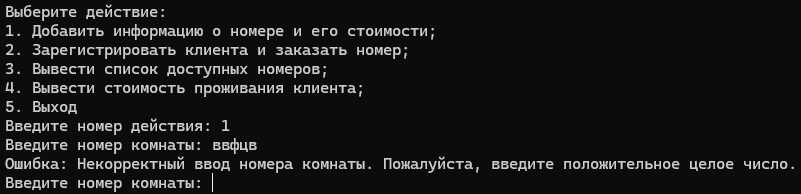 Выберите действие:
1. Добавить информацию о номере и его стоимости;
2. Зарегистрировать клиента и заказать номер;
3. Вывести список доступных номеров;
4. Вывести стоимость проживания клиента;
5. Выход
Введите номер действия: 1
Введите номер комнаты: ввфцв
Ошибка: Некорректный ввод номера комнаты. Пожалуйста, введите положительное целое число.
Введите номер комнаты: